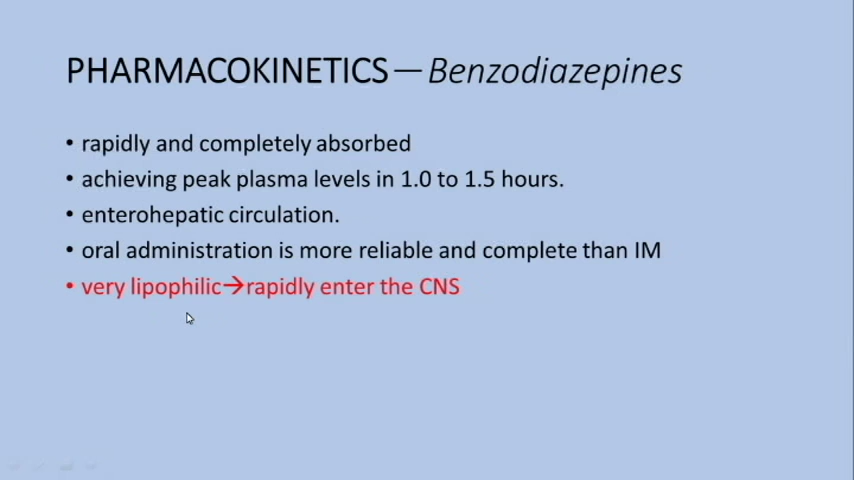 PHARMACOKINETICS—Benzodiazepines
• rapidly and completely absorbed
• achieving peak plasma levels in 1.0 to 1.5 hours.
• enterohepatic circulation.
• oral administration is more reliable and complete than IM
• very lipophilic→rapidly enter the CNS